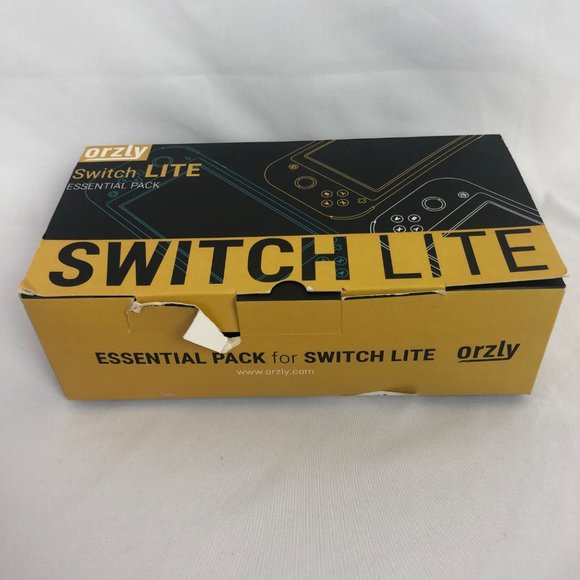 orzly
Switch LITE
ESSENTIAL PACK
SWITCH LITE
ESSENTIAL PACK for SWITCH LITE orzly
www.orzly.com